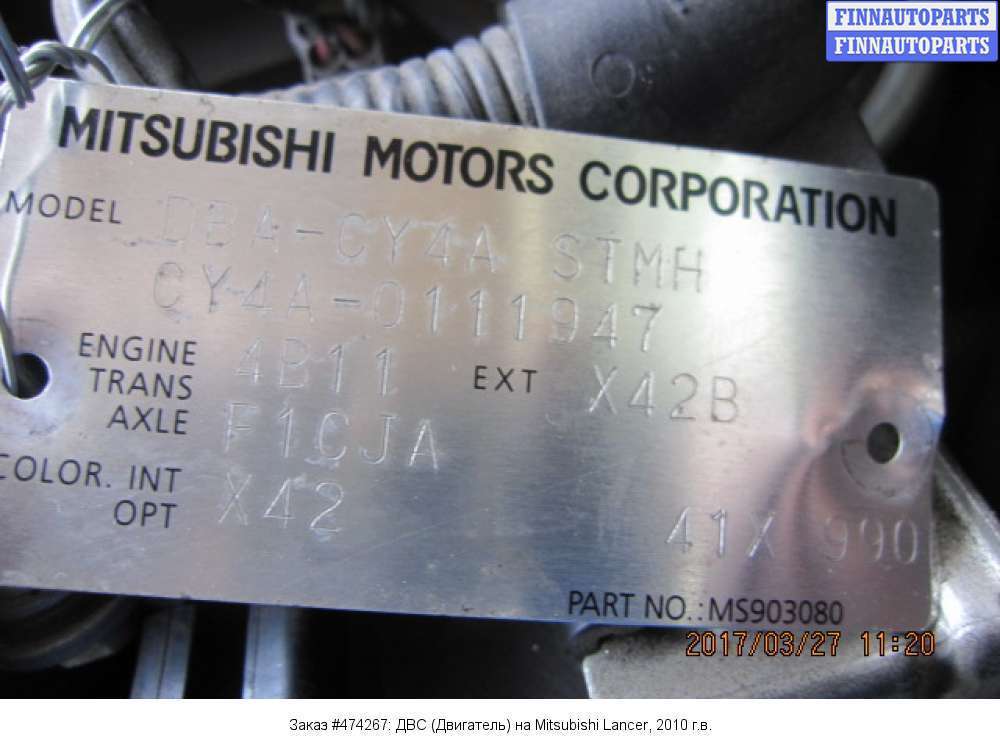 FINNAUTOPARTS
FINNAUTOPARTS
MITSUBISHI MOTORS CORPORATION
MODEL DBA-CY4A STMH
CY4A-0111947
ENGINE 4B11 EXT X42B
TRANS
AXLE F1CJA
COLOR. INT X42
OPT 41X 990
PART NO.: MS903080
2017/03/27 11:20
Заказ #474267: ДВС (Двигатель) на Mitsubishi Lancer, 2010 г.в.